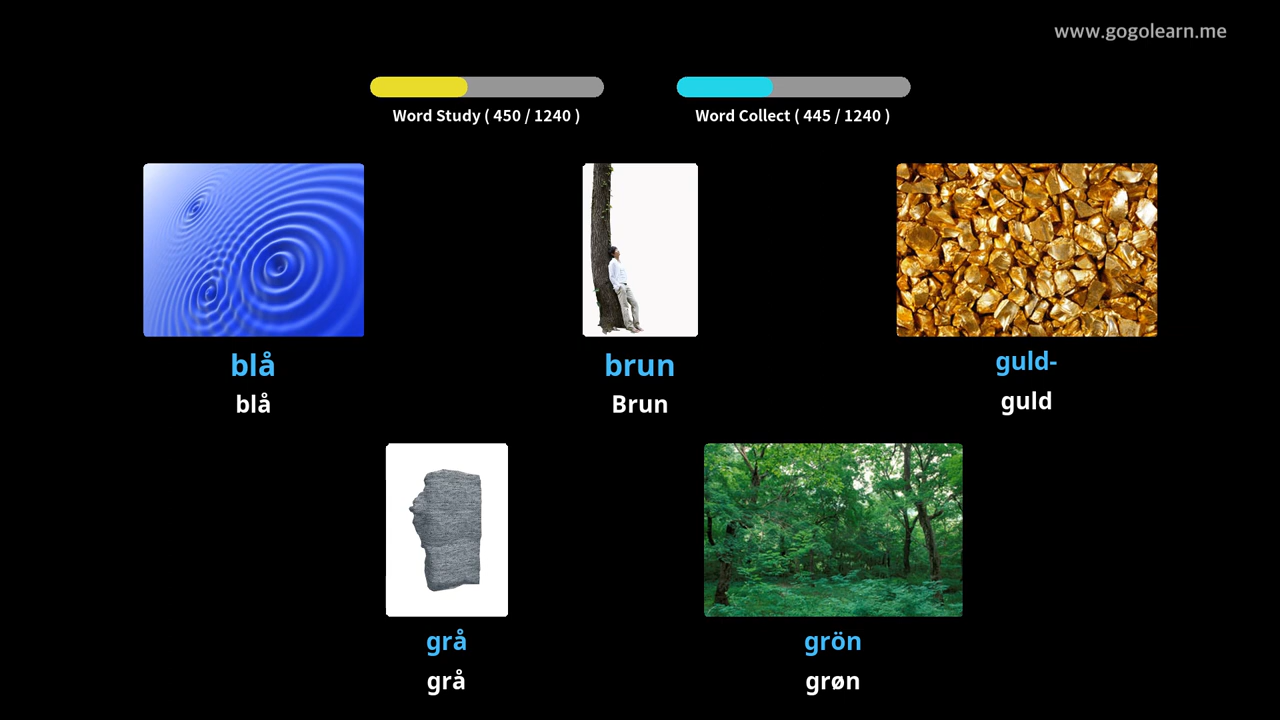 www.gogolearn.me
Word Study ( 450 / 1240 )
Word Collect ( 445 / 1240 )
blå
blå
brun
Brun
guld-
guld
grå
grå
grön
grøn